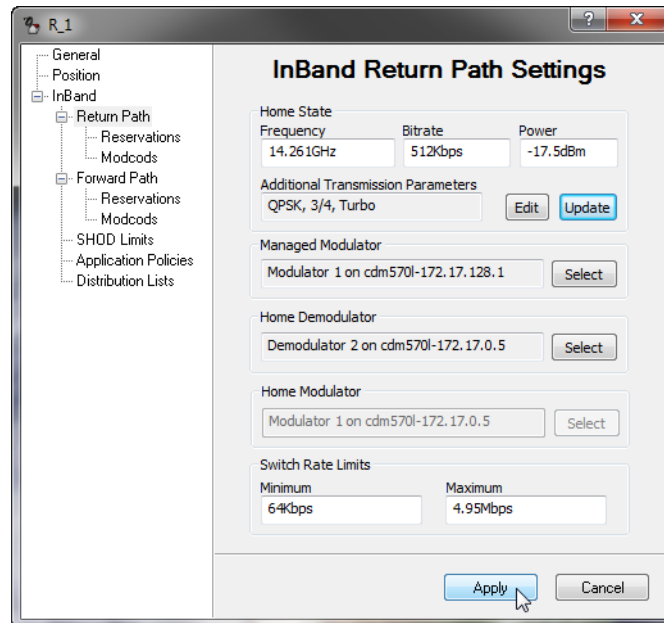 R_1
?
X
General
Position
InBand
Return Path
Reservations
Modcods
Forward Path
Reservations
Modcods
SHOD Limits
Application Policies
Distribution Lists
InBand Return Path Settings
Home State
Frequency Bitrate Power
14.261GHz 512Kbps -17.5dBm
Additional Transmission Parameters
QPSK, 3/4, Turbo Edit Update
Managed Modulator
Modulator 1 on cdm570l-172.17.128.1 Select
Home Demodulator
Demodulator 2 on cdm570l-172.17.0.5 Select
Home Modulator
Modulator 1 on cdm570l-172.17.0.5 Select
Switch Rate Limits
Minimum Maximum
64Kbps 4.95Mbps
Apply Cancel